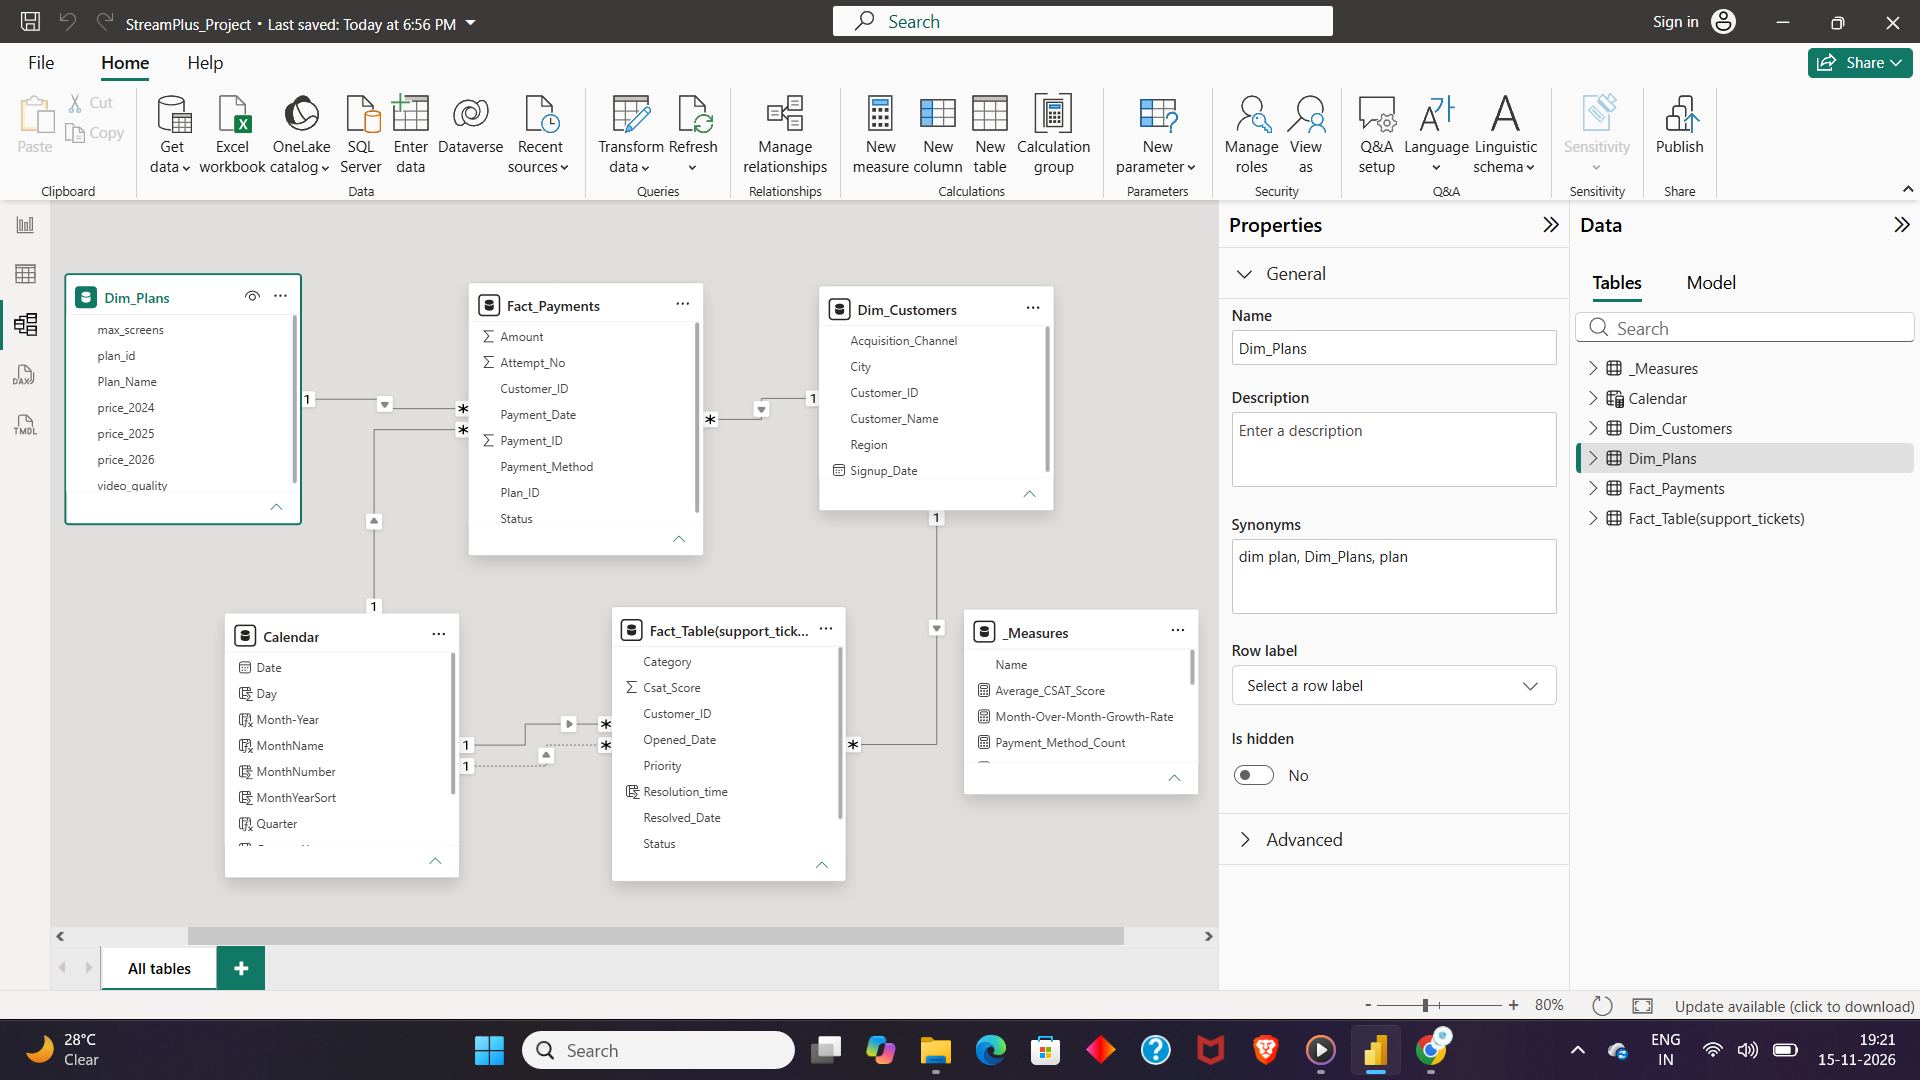 StreamPlus_Project • Last saved: Today at 6:56 PM
Search
Sign in
File
Home
Help
Share
Paste
Cut
Copy
Clipboard
Get data
Excel workbook
OneLake catalog
SQL Server
Enter data
Dataverse
Recent sources
Data
Transform data
Refresh
Queries
Manage relationships
Relationships
New measure
New column
New table
Calculation group
Calculations
New parameter
Parameters
Manage roles
View as
Security
Q&A setup
Language
Linguistic schema
Q&A
Sensitivity
Sensitivity
Publish
Share
DAX
TMDL
Dim_Plans
max_screens
plan_id
Plan_Name
price_2024
price_2025
price_2026
video_quality
1
*
*
1
Fact_Payments
Amount
Attempt_No
Customer_ID
Payment_Date
Payment_ID
Payment_Method
Plan_ID
Status
*
1
Dim_Customers
Acquisition_Channel
City
Customer_ID
Customer_Name
Region
Signup_Date
1
Calendar
Date
Day
Month-Year
MonthName
MonthNumber
MonthYearSort
Quarter
1
1
*
*
Fact_Table(support_tick...
Category
Csat_Score
Customer_ID
Opened_Date
Priority
Resolution_time
Resolved_Date
Status
*
_Measures
Name
Average_CSAT_Score
Month-Over-Month-Growth-Rate
Payment_Method_Count
Properties
General
Name
Dim_Plans
Description
Enter a description
Synonyms
dim plan, Dim_Plans, plan
Row label
Select a row label
Is hidden
No
Advanced
Data
Tables
Model
Search
_Measures
Calendar
Dim_Customers
Dim_Plans
Fact_Payments
Fact_Table(support_tickets)
All tables
+
- + 80%
Update available (click to download)
28°C
Clear
Search
ENG
IN
19:21
15-11-2026